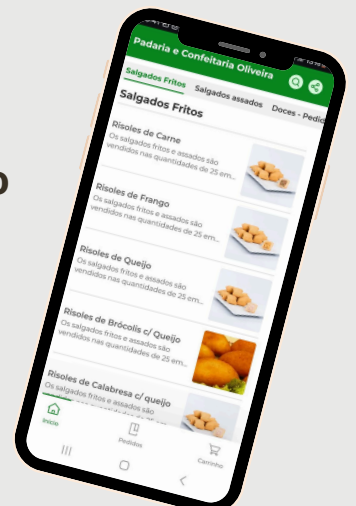 o
Padaria e Confeitaria Oliveira
Salgados Fritos Salgados assados Doces - Pedid
Salgados Fritos
Risoles de Carne
Os salgados fritos e assados são
vendidos nas quantidades de 25 em...
Risoles de Frango
Os salgados fritos e assados são
vendidos nas quantidades de 25 em...
Risoles de Queijo
Os salgados fritos e assados são
vendidos nas quantidades de 25 em...
Risoles de Brócolis c/ Queijo
Os salgados fritos e assados são
vendidos nas quantidades de 25 em...
Risoles de Calabresa c/ queijo
Os salgados fritos e assados são
quantidades de 25 em...
Início
Pedidos
Carrinho